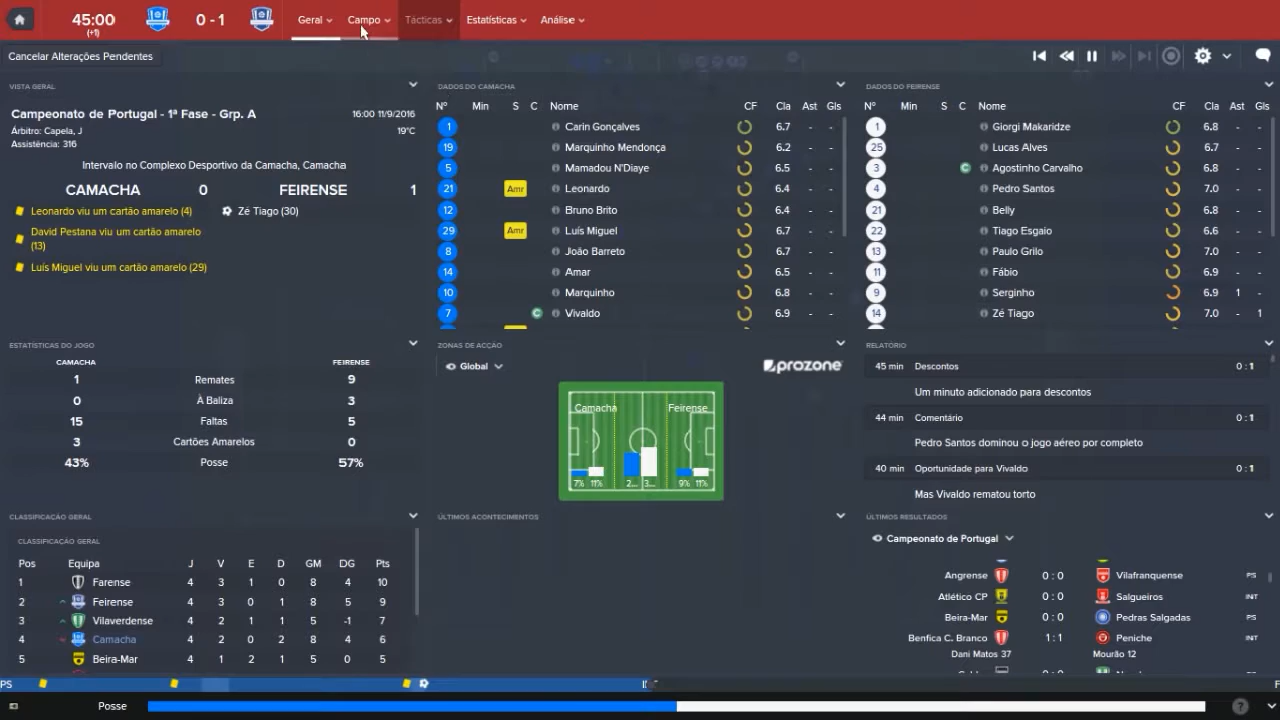 45:00
(+1)
0 - 1
Geral
Campo
Tácticas
Estatísticas
Análise
Cancelar Alterações Pendentes
VISTA GERAL
Campeonato de Portugal - 1ª Fase - Grp. A
16:00 11/9/2016
Árbitro: Capela, J
19°C
Assistência: 316
Intervalo no Complexo Desportivo da Camacha, Camacha
CAMACHA 0 FEIRENSE 1
Leonardo viu um cartão amarelo (4)
Zé Tiago (30)
David Pestana viu um cartão amarelo
(13)
Luís Miguel viu um cartão amarelo (29)
DADOS DO CAMACHA
Nº Min S C Nome CF Cla Ast Gls
1 Carin Gonçalves 6.7 - -
19 Marquinho Mendonça 6.2 - -
5 Mamadou N'Diaye 6.5 - -
21 Amr Leonardo 6.4 - -
12 Bruno Brito 6.4 - -
29 Amr Luís Miguel 6.7 - -
8 João Barreto 6.7 - -
14 Amar 6.5 - -
10 Marquinho 6.8 - -
7 C Vivaldo 6.9 - -
DADOS DO FEIRENSE
Nº Min S C Nome CF Cla Ast Gls
1 Giorgi Makaridze 6.8 - -
25 Lucas Alves 6.7 - -
3 C Agostinho Carvalho 6.8 - -
4 Pedro Santos 7.0 - -
21 Belly 6.8 - -
22 Tiago Esgaio 6.6 - -
13 Paulo Grilo 7.0 - -
11 Fábio 6.9 - -
9 Serginho 6.9 1 -
14 Zé Tiago 7.0 - 1
ESTATÍSTICAS DO JOGO
CAMACHA FEIRENSE
1 Remates 9
0 À Baliza 3
15 Faltas 5
3 Cartões Amarelos 0
43% Posse 57%
ZONAS DE ACÇÃO
Global
prozone
Camacha Feirense
7% 11% 2... 3... 9% 11%
RELATÓRIO
45 min Descontos 0 : 1
Um minuto adicionado para descontos
44 min Comentário 0 : 1
Pedro Santos dominou o jogo aéreo por completo
40 min Oportunidade para Vivaldo 0 : 1
Mas Vivaldo rematou torto
CLASSIFICAÇÃO GERAL
CLASSIFICAÇÃO GERAL
Pos Equipa J V E D GM DG Pts
1 Farense 4 3 1 0 8 4 10
2 Feirense 4 3 0 1 8 5 9
3 Vilaverdense 4 2 1 1 5 -1 7
4 Camacha 4 2 0 2 8 4 6
5 Beira-Mar 4 1 2 1 5 0 5
ÚLTIMOS ACONTECIMENTOS
ÚLTIMOS RESULTADOS
Campeonato de Portugal
Angrense 0 : 0 Vilafranquense PS
Atlético CP 0 : 0 Salgueiros INT
Beira-Mar 0 : 0 Pedras Salgadas PS
Benfica C. Branco 1 : 1 Peniche INT
Dani Matos 37 Mourão 12
PS
Posse